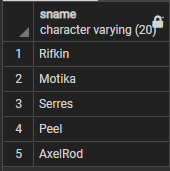 sname
character varying (20)
1 Rifkin
2 Motika
3 Serres
4 Peel
5 AxelRod